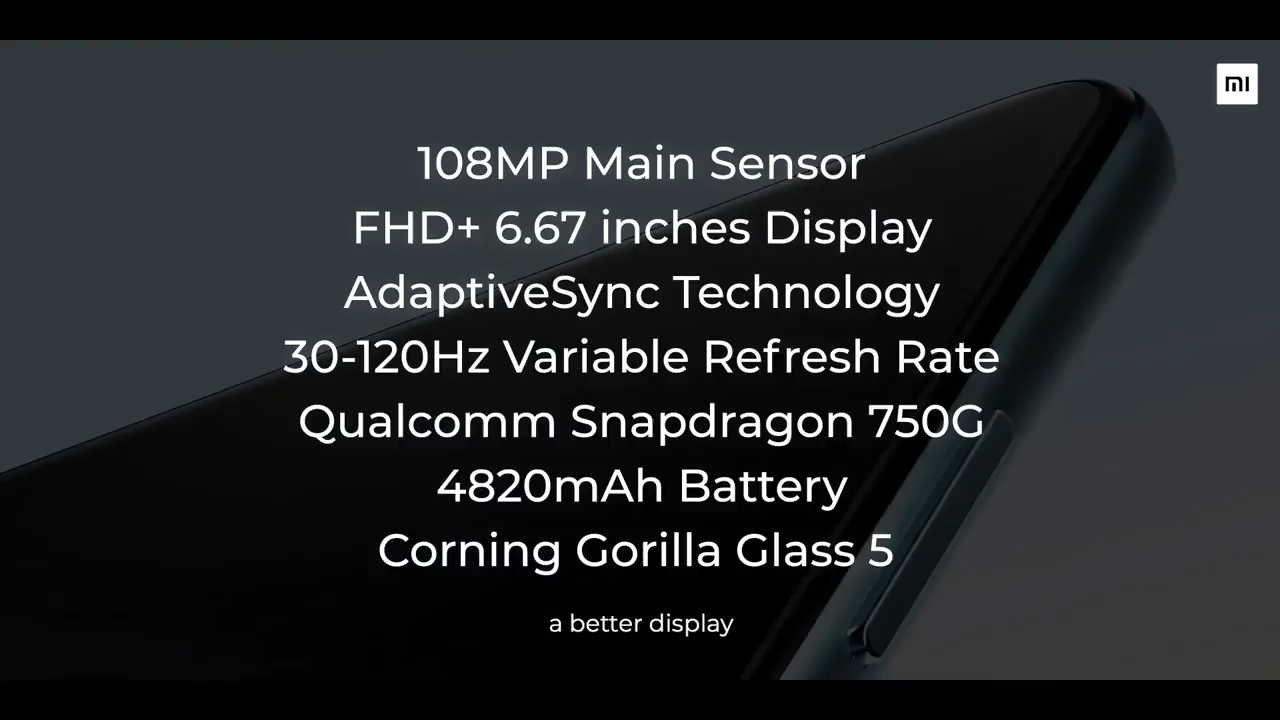 mi
108MP Main Sensor
FHD+ 6.67 inches Display
AdaptiveSync Technology
30-120Hz Variable Refresh Rate
Qualcomm Snapdragon 750G
4820mAh Battery
Corning Gorilla Glass 5
a better display